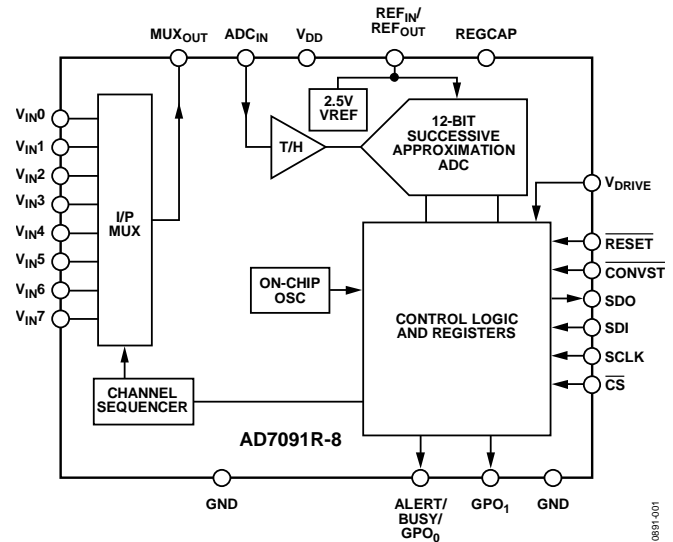 MUXOUT
ADCIN
VDD
REFIN/
REFOUT
REGCAP
VIN0
VIN1
VIN2
VIN3
VIN4
VIN5
VIN6
VIN7
I/P
MUX
2.5V
VREF
T/H
12-BIT
SUCCESSIVE
APPROXIMATION
ADC
VDRIVE
RESET
CONVST
SDO
SDI
SCLK
CS
ON-CHIP
OSC
CONTROL LOGIC
AND REGISTERS
CHANNEL
SEQUENCER
AD7091R-8
GND
ALERT/
BUSY/
GPO0
GPO1
GND
0891-001